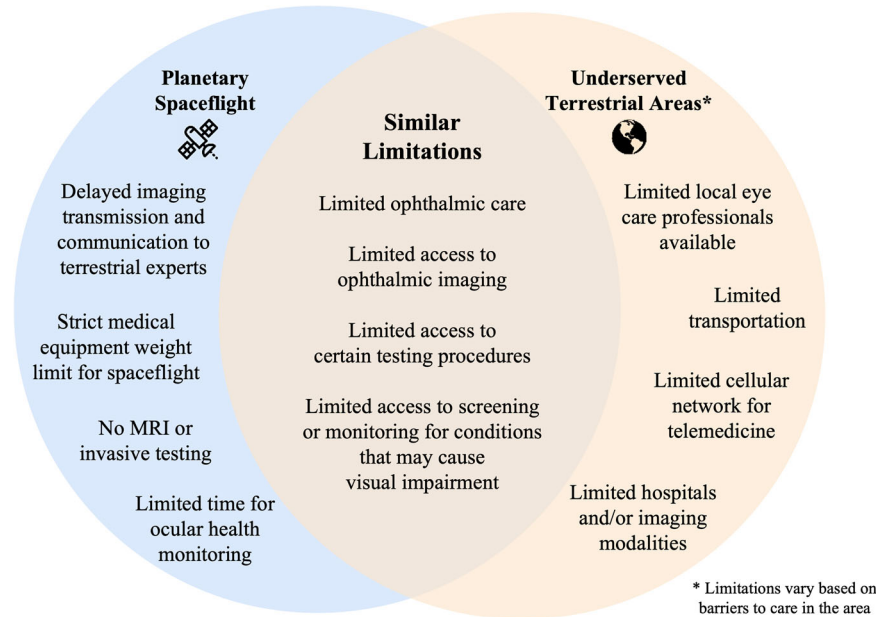 Planetary
Spaceflight
Delayed imaging
transmission and
communication to
terrestrial experts
Strict medical
equipment weight
limit for spaceflight
No MRI or
invasive testing
Limited time for
ocular health
monitoring
Similar
Limitations
Limited ophthalmic care
Limited access to
ophthalmic imaging
Limited access to
certain testing procedures
Limited access to screening
or monitoring for conditions
that may cause
visual impairment
Underserved
Terrestrial Areas*
Limited local eye
care professionals
available
Limited
transportation
Limited cellular
network for
telemedicine
Limited hospitals
and/or imaging
modalities
* Limitations vary based on
barriers to care in the area